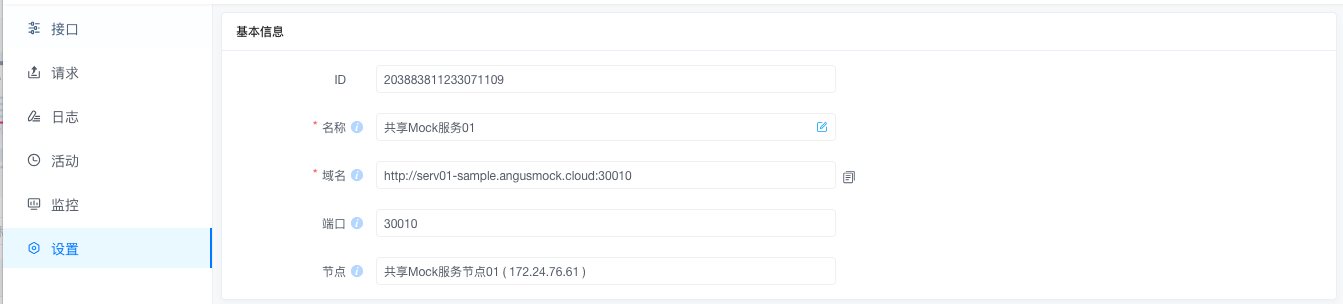 接口
请求
日志
活动
监控
设置
基本信息
ID 203883811233071109
* 名称 共享Mock服务01
* 域名 http://serv01-sample.angusmock.cloud:30010
端口 30010
节点 共享Mock服务节点01 ( 172.24.76.61 )